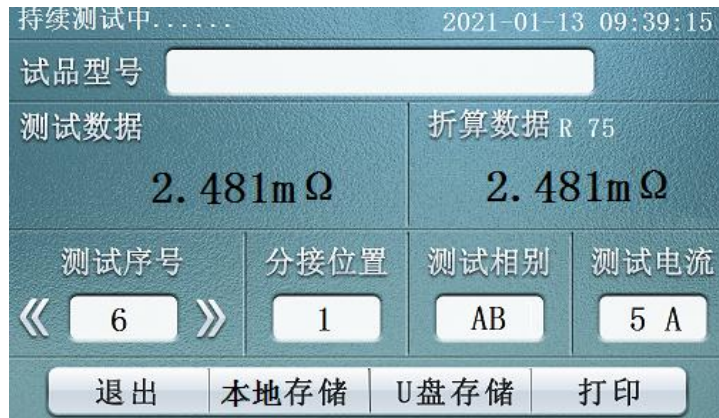 持续测试中...... 2021-01-13 09:39:15
试品型号
测试数据 折算数据 R 75
2.481mΩ 2.481mΩ
测试序号 分接位置 测试相别 测试电流
《 6 》 1 AB 5 A
退出 本地存储 U盘存储 打印